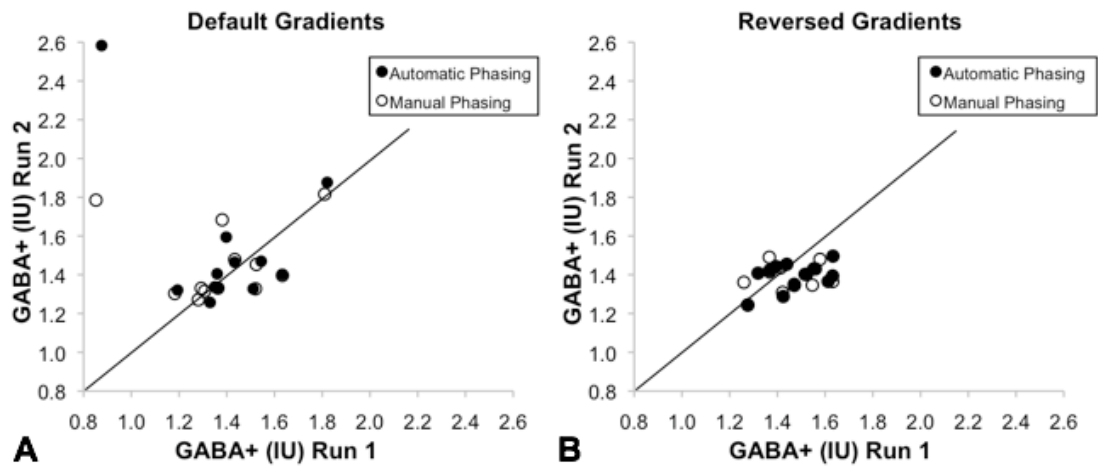 Default Gradients
2.6
2.4
2.2
2.0
1.8
1.6
1.4
1.2
1.0
0.8
GABA+ (IU) Run 2
Automatic Phasing
Manual Phasing
0.8 1.0 1.2 1.4 1.6 1.8 2.0 2.2 2.4 2.6
GABA+ (IU) Run 1
A
Reversed Gradients
2.6
2.4
2.2
2.0
1.8
1.6
1.4
1.2
1.0
0.8
GABA+ (IU) Run 2
Automatic Phasing
Manual Phasing
0.8 1.0 1.2 1.4 1.6 1.8 2.0 2.2 2.4 2.6
GABA+ (IU) Run 1
B